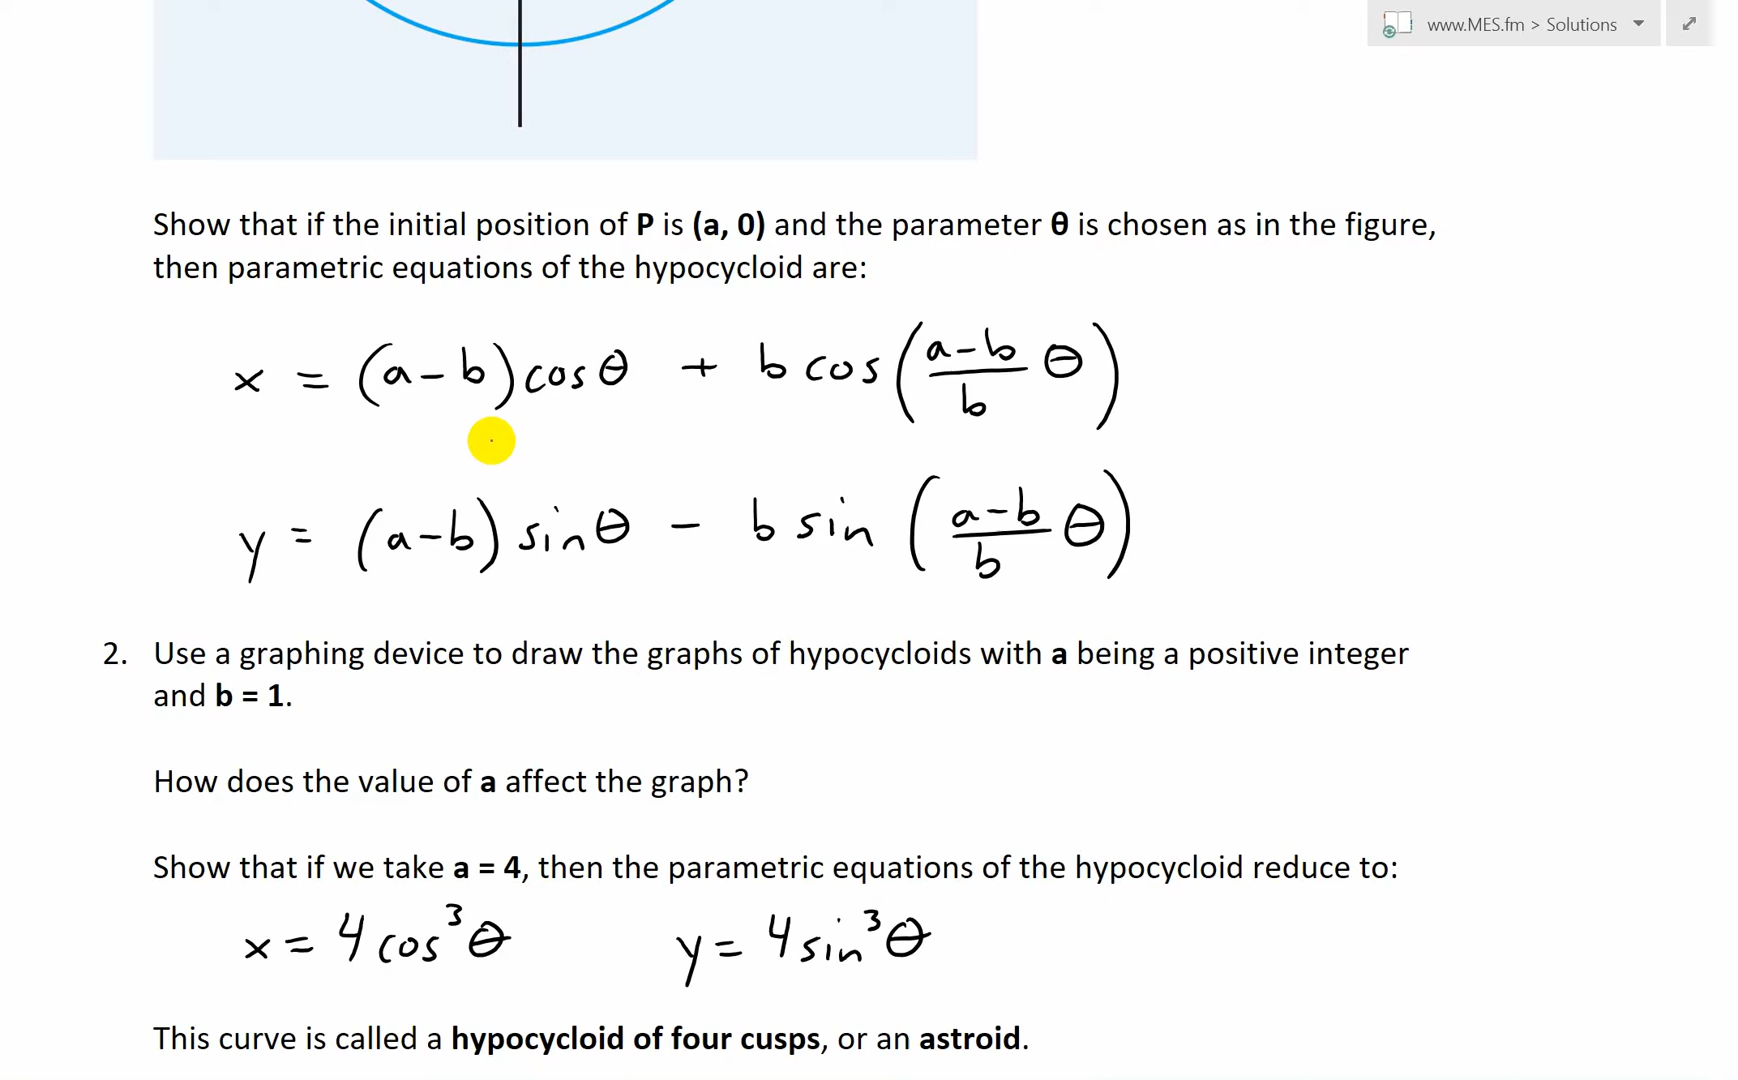 www.MES.fm > Solutions
Show that if the initial position of P is (a, 0) and the parameter θ is chosen as in the figure,
then parametric equations of the hypocycloid are:
x = (a-b)cosθ + b cos((a-b)/b θ)
y = (a-b) sinθ - b sin ((a-b)/b θ)
2. Use a graphing device to draw the graphs of hypocycloids with a being a positive integer
and b = 1.
How does the value of a affect the graph?
Show that if we take a = 4, then the parametric equations of the hypocycloid reduce to:
x = 4 cos³θ y = 4 sin³θ
This curve is called a hypocycloid of four cusps, or an astroid.